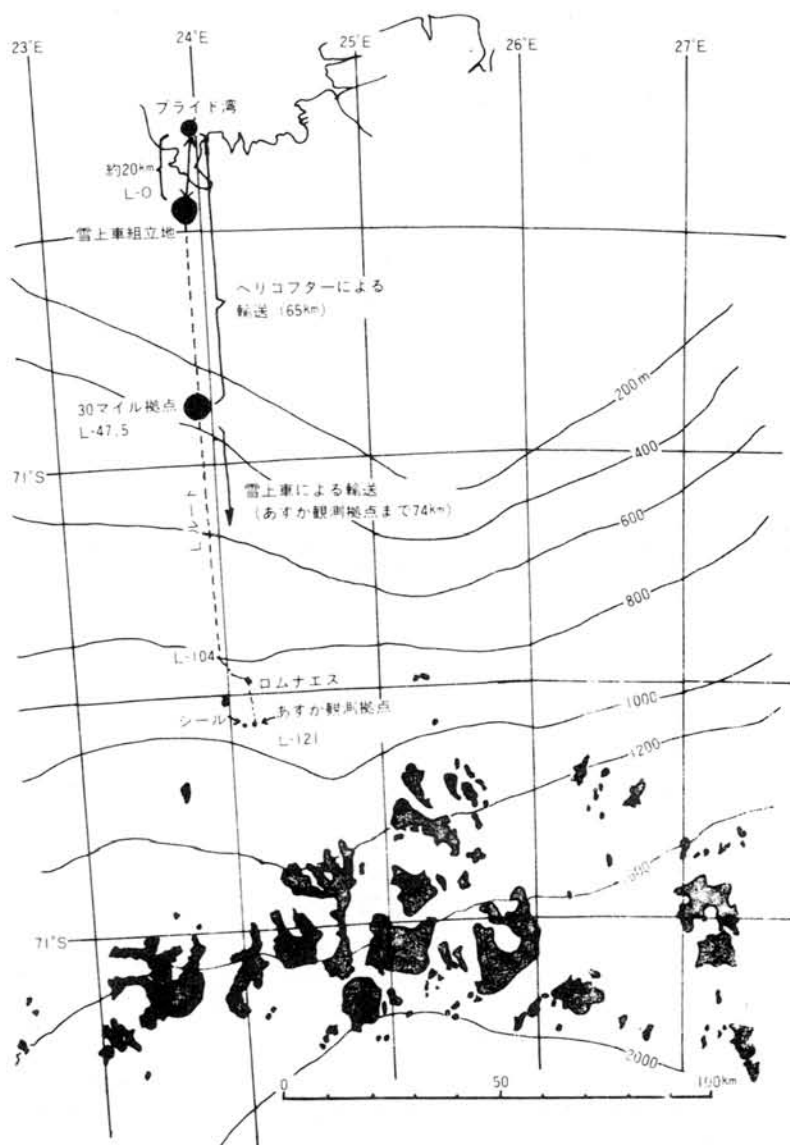 23°E
24°E
25°E
26°E
27°E
ブライド湾
約20km
L-0
雪上車組立地
ヘリコプターによる
輸送 (65km)
30マイル拠点
L-47.5
200m
400
71°S
雪上車による輸送
(あすか観測拠点まで74km)
Lルート
600
800
L-104
ロムナエス
シール
あすか観測拠点
1000
L-121
1200
71°S
2000
0
50
100km